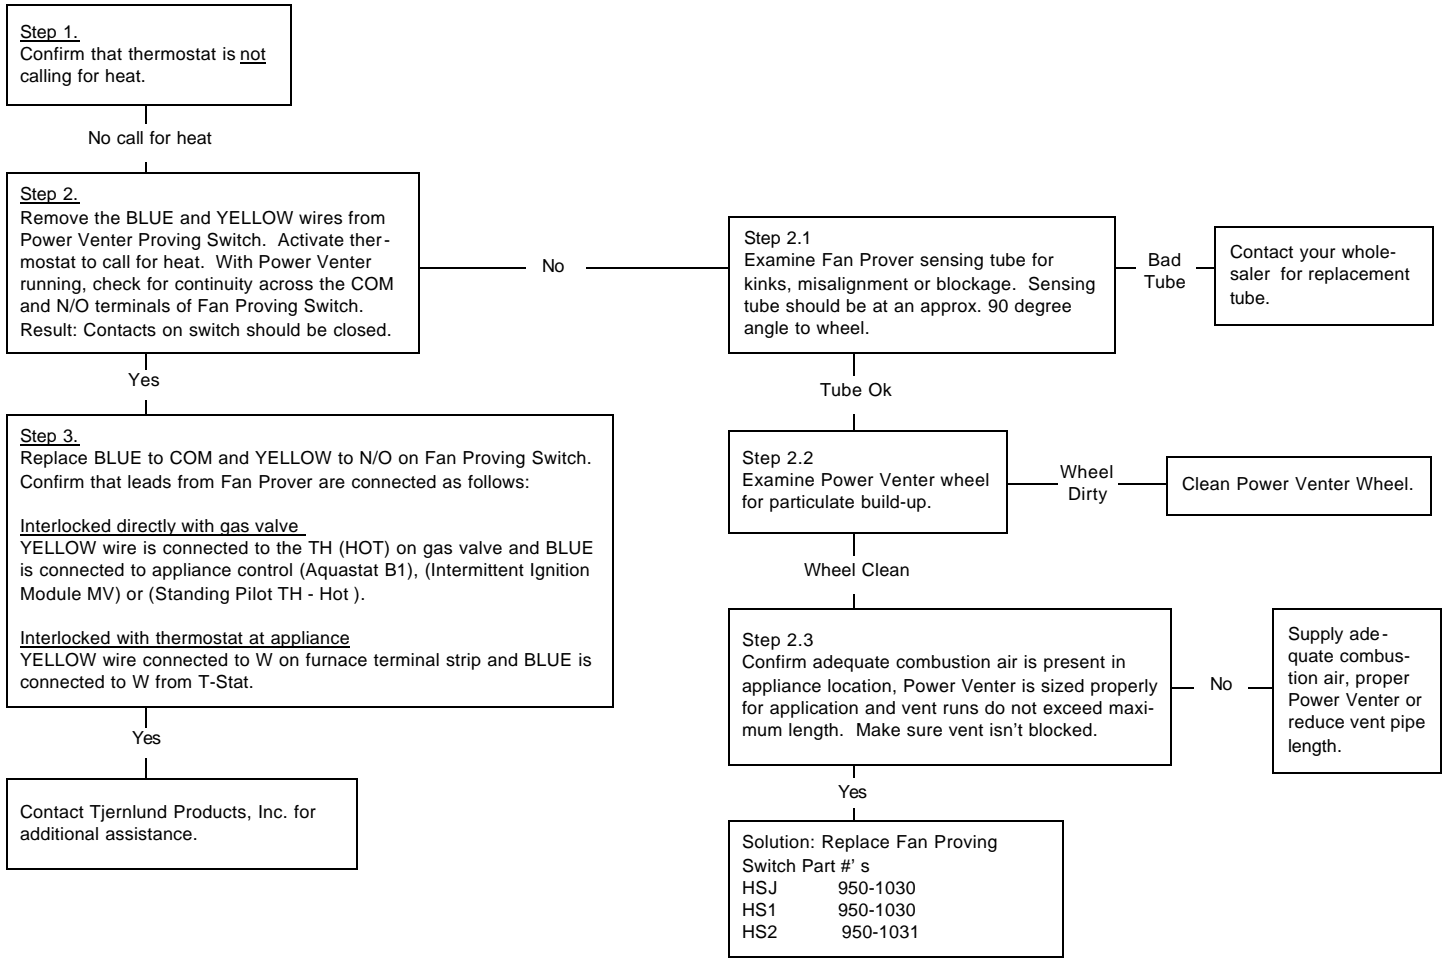 Step 1.
Confirm that thermostat is not
calling for heat.
No call for heat
Step 2.
Remove the BLUE and YELLOW wires from
Power Venter Proving Switch. Activate ther-
mostat to call for heat. With Power Venter
running, check for continuity across the COM
and N/O terminals of Fan Proving Switch.
Result: Contacts on switch should be closed.
No
Step 2.1
Examine Fan Prover sensing tube for
kinks, misalignment or blockage. Sensing
tube should be at an approx. 90 degree
angle to wheel.
Bad
Tube
Contact your whole-
saler for replacement
tube.
Yes
Tube Ok
Step 3.
Replace BLUE to COM and YELLOW to N/O on Fan Proving Switch.
Confirm that leads from Fan Prover are connected as follows:
Interlocked directly with gas valve
YELLOW wire is connected to the TH (HOT) on gas valve and BLUE
is connected to appliance control (Aquastat B1), (Intermittent Ignition
Module MV) or (Standing Pilot TH - Hot ).
Interlocked with thermostat at appliance
YELLOW wire connected to W on furnace terminal strip and BLUE is
connected to W from T-Stat.
Step 2.2
Examine Power Venter wheel
for particulate build-up.
Wheel
Dirty
Clean Power Venter Wheel.
Wheel Clean
Step 2.3
Confirm adequate combustion air is present in
appliance location, Power Venter is sized properly
for application and vent runs do not exceed maxi-
mum length. Make sure vent isn't blocked.
No
Supply ade-
quate combus-
tion air, proper
Power Venter or
reduce vent pipe
length.
Yes
Contact Tjernlund Products, Inc. for
additional assistance.
Yes
Solution: Replace Fan Proving
Switch Part #' s
HSJ 950-1030
HS1 950-1030
HS2 950-1031